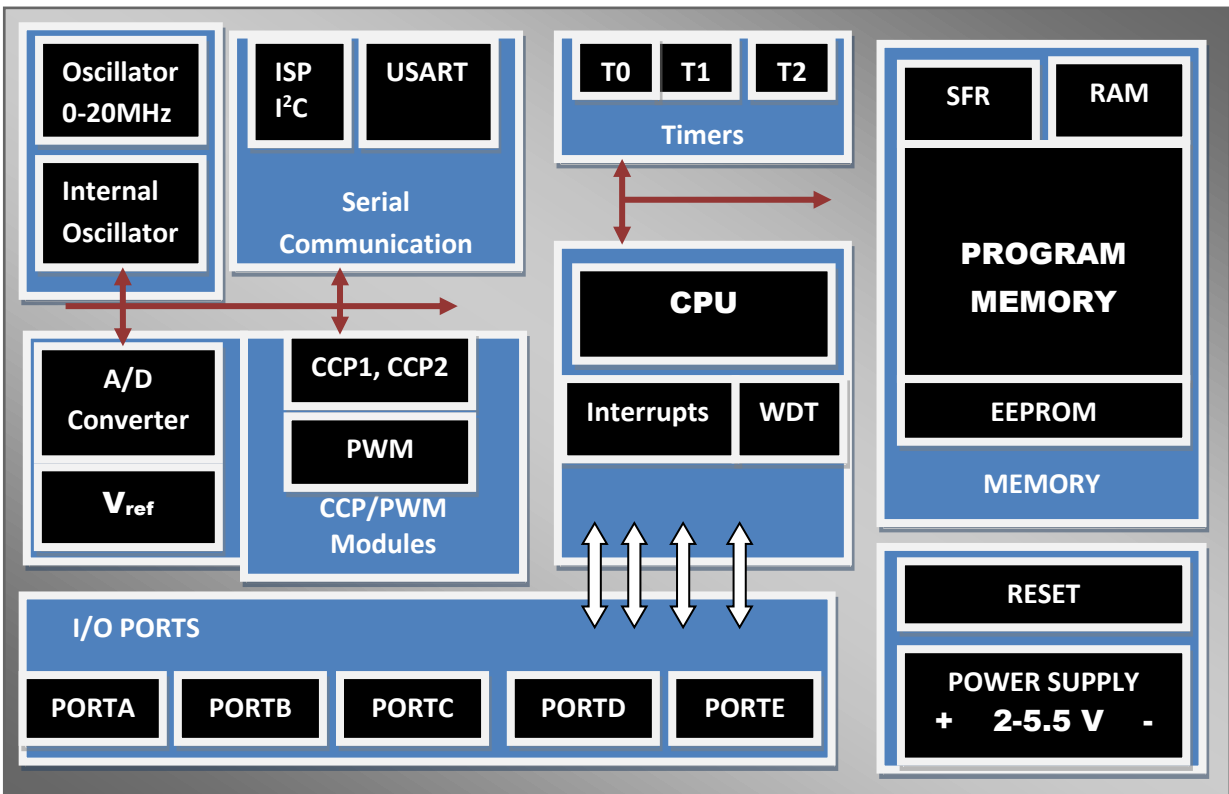 Oscillator
0-20MHz
Internal
Oscillator
ISP
I²C
USART
Serial
Communication
T0
T1
T2
Timers
SFR
RAM
PROGRAM
MEMORY
EEPROM
MEMORY
CPU
Interrupts
WDT
A/D
Converter
Vref
CCP1, CCP2
PWM
CCP/PWM
Modules
I/O PORTS
PORTA
PORTB
PORTC
PORTD
PORTE
RESET
POWER SUPPLY
+ 2-5.5 V -